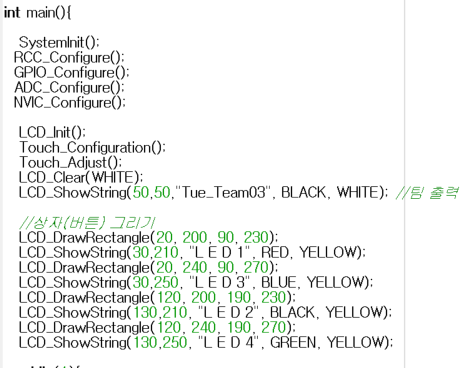 int main(){
SystemInit();
RCC_Configure();
GPIO_Configure();
ADC_Configure();
NVIC_Configure();
LCD_Init();
Touch_Configuration();
Touch_Adjust();
LCD_Clear(WHITE);
LCD_ShowString(50,50,"Tue_Team03", BLACK, WHITE); //팀 출력
//상자(버튼) 그리기
LCD_DrawRectangle(20, 200, 90, 230);
LCD_ShowString(30,210, "L E D 1", RED, YELLOW);
LCD_DrawRectangle(20, 240, 90, 270);
LCD_ShowString(30,250, "L E D 3", BLUE, YELLOW);
LCD_DrawRectangle(120, 200, 190, 230);
LCD_ShowString(130,210, "L E D 2", BLACK, YELLOW);
LCD_DrawRectangle(120, 240, 190, 270);
LCD_ShowString(130,250, "L E D 4", GREEN, YELLOW);